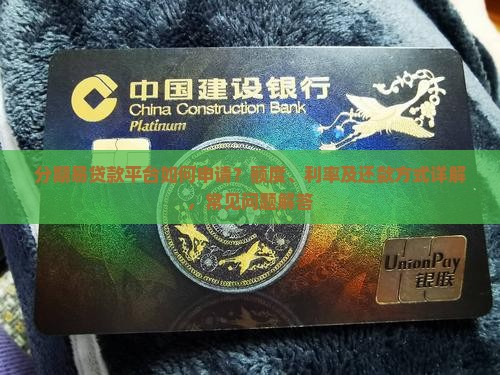 中国建设银行
China Construction Bank
Platinum
分期易贷款平台如何申请？额度、利率及还款方式详解
、常见问题解答
UnionPay
银联